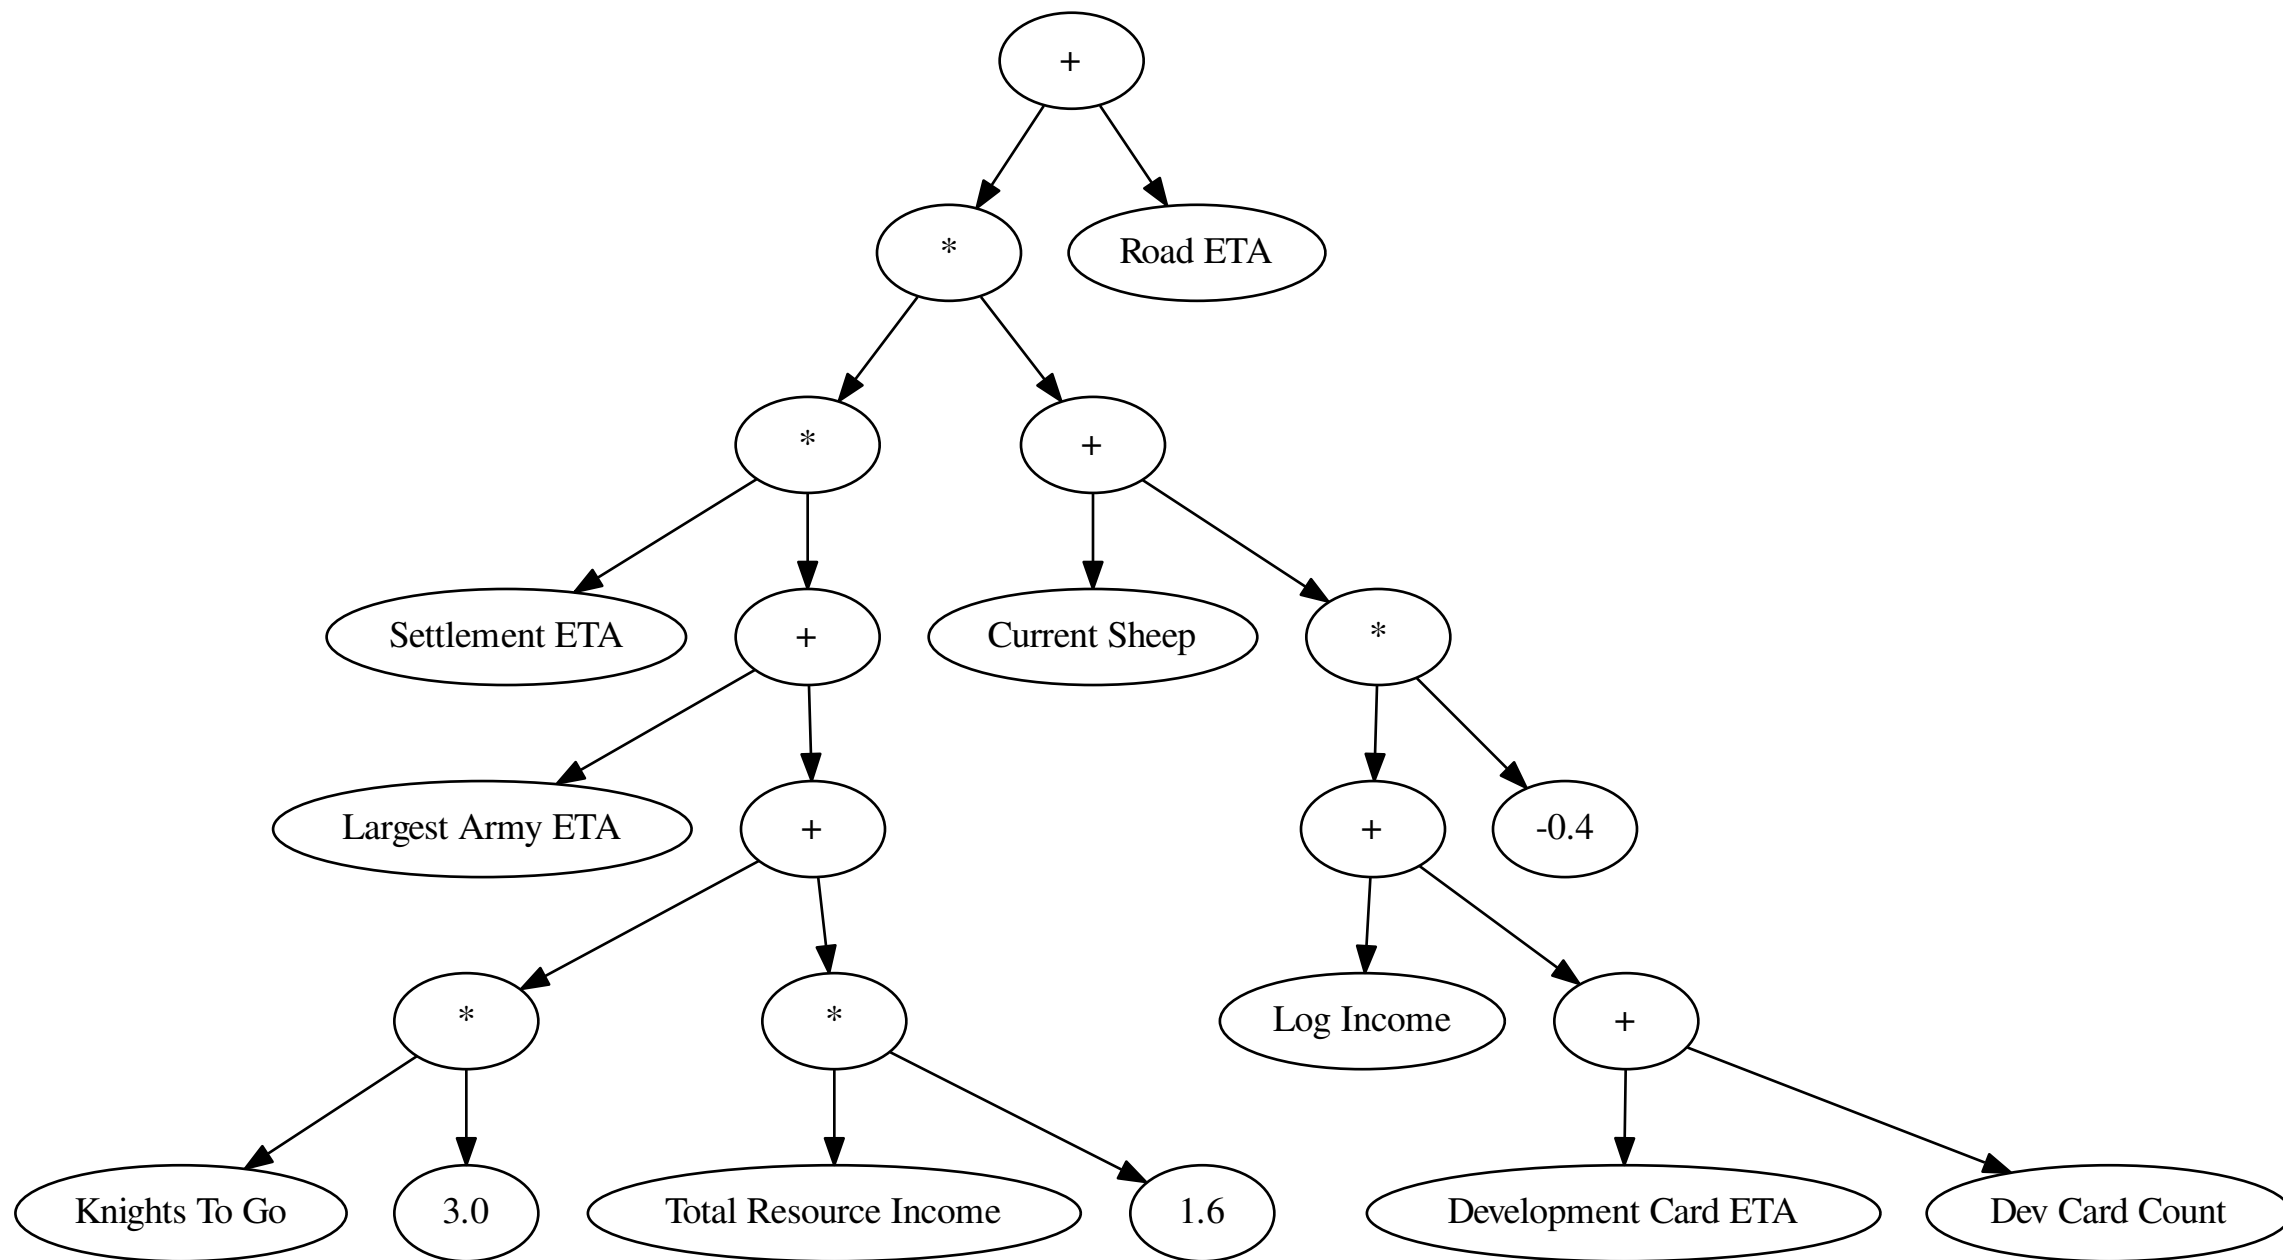 +
* Road ETA
* +
Settlement ETA + Current Sheep *
Largest Army ETA + + -0.4
* * Log Income +
Knights To Go 3.0 Total Resource Income 1.6 Development Card ETA Dev Card Count